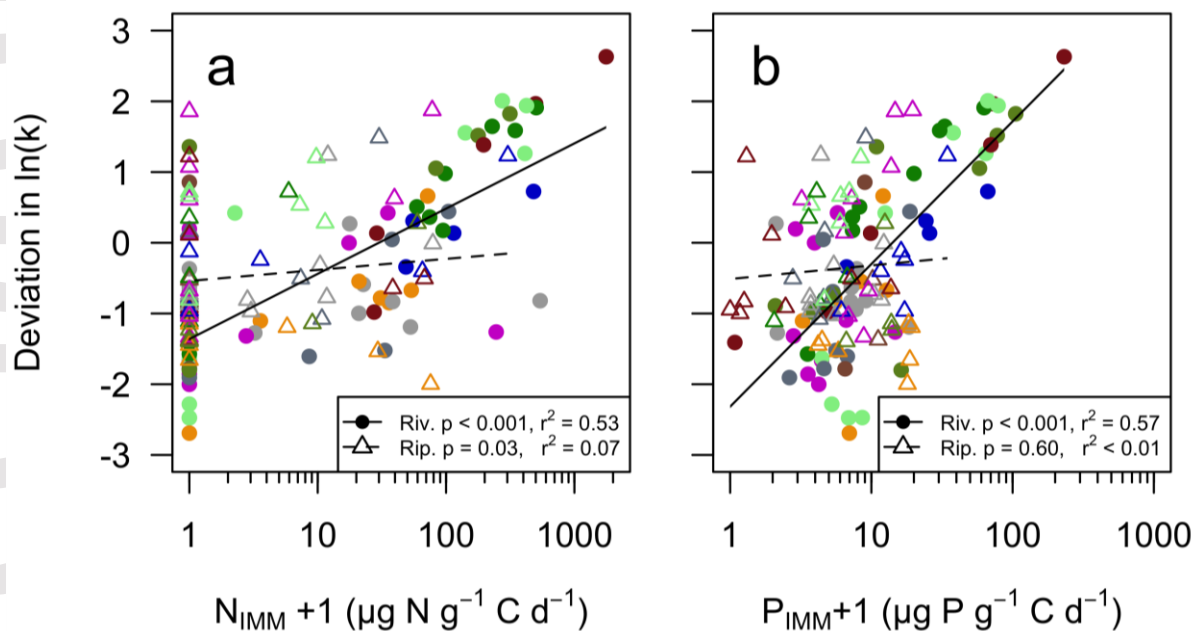 a
b
Deviation in ln(k)
3
2
1
0
-1
-2
-3
Riv. p < 0.001, r² = 0.53
Rip. p = 0.03, r² = 0.07
Riv. p < 0.001, r² = 0.57
Rip. p = 0.60, r² < 0.01
1 10 100 1000
1 10 100 1000
N_IMM +1 (µg N g⁻¹ C d⁻¹)
P_IMM+1 (µg P g⁻¹ C d⁻¹)